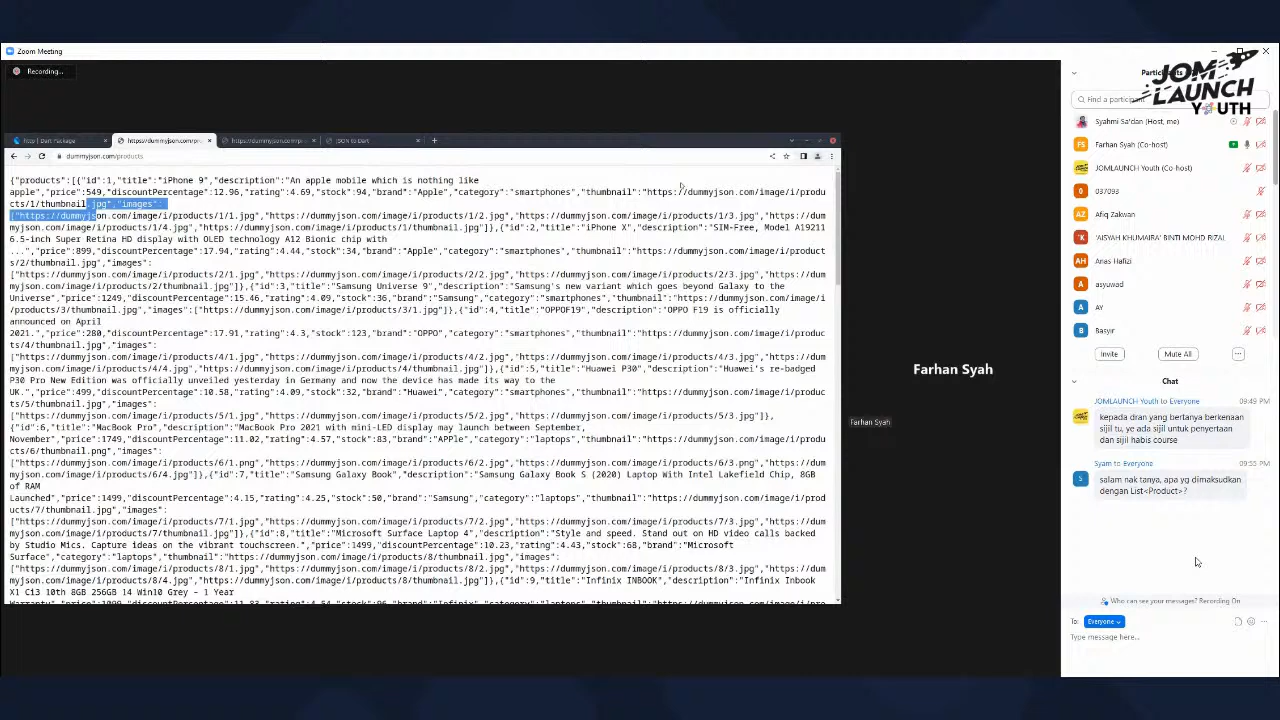 Zoom Meeting
Recording...
http | Dart Package
https://dummyjson.com/pro
https://dummyjson.com/pro
JSON to Dart
dummyjson.com/products
{"products":[{"id":1,"title":"iPhone 9","description":"An apple mobile which is nothing like
apple","price":549,"discountPercentage":12.96,"rating":4.69,"stock":94,"brand":"Apple","category":"smartphones","thumbnail":"https://dummyjson.com/image/i/produ
cts/1/thumbnail.jpg","images":
["https://dummyjson.com/image/i/products/1/1.jpg","https://dummyjson.com/image/i/products/1/2.jpg","https://dummyjson.com/image/i/products/1/3.jpg","https://dum
myjson.com/image/i/products/1/4.jpg","https://dummyjson.com/image/i/products/1/thumbnail.jpg"]},{"id":2,"title":"iPhone X","description":"SIM-Free, Model A19211
6.5-inch Super Retina HD display with OLED technology A12 Bionic chip with
...","price":899,"discountPercentage":17.94,"rating":4.44,"stock":34,"brand":"Apple","category":"smartphones","thumbnail":"https://dummyjson.com/image/i/product
s/2/thumbnail.jpg","images":
["https://dummyjson.com/image/i/products/2/1.jpg","https://dummyjson.com/image/i/products/2/2.jpg","https://dummyjson.com/image/i/products/2/3.jpg","https://dum
myjson.com/image/i/products/2/thumbnail.jpg"]},{"id":3,"title":"Samsung Universe 9","description":"Samsung's new variant which goes beyond Galaxy to the
Universe","price":1249,"discountPercentage":15.46,"rating":4.09,"stock":36,"brand":"Samsung","category":"smartphones","thumbnail":"https://dummyjson.com/image/i
/products/3/thumbnail.jpg","images":["https://dummyjson.com/image/i/products/3/1.jpg"]},{"id":4,"title":"OPPOF19","description":"OPPO F19 is officially
announced on April
2021.","price":280,"discountPercentage":17.91,"rating":4.3,"stock":123,"brand":"OPPO","category":"smartphones","thumbnail":"https://dummyjson.com/image/i/produc
ts/4/thumbnail.jpg","images":
["https://dummyjson.com/image/i/products/4/1.jpg","https://dummyjson.com/image/i/products/4/2.jpg","https://dummyjson.com/image/i/products/4/3.jpg","https://dum
myjson.com/image/i/products/4/4.jpg","https://dummyjson.com/image/i/products/4/thumbnail.jpg"]},{"id":5,"title":"Huawei P30","description":"Huawei's re-badged
P30 Pro New Edition was officially unveiled yesterday in Germany and now the device has made its way to the
UK.","price":499,"discountPercentage":10.58,"rating":4.09,"stock":32,"brand":"Huawei","category":"smartphones","thumbnail":"https://dummyjson.com/image/i/produc
ts/5/thumbnail.jpg","images":
["https://dummyjson.com/image/i/products/5/1.jpg","https://dummyjson.com/image/i/products/5/2.jpg","https://dummyjson.com/image/i/products/5/3.jpg"]},
{"id":6,"title":"MacBook Pro","description":"MacBook Pro 2021 with mini-LED display may launch between September,
November","price":1749,"discountPercentage":11.02,"rating":4.57,"stock":83,"brand":"APple","category":"laptops","thumbnail":"https://dummyjson.com/image/i/produ
cts/6/thumbnail.png","images":
["https://dummyjson.com/image/i/products/6/1.png","https://dummyjson.com/image/i/products/6/2.jpg","https://dummyjson.com/image/i/products/6/3.png","https://dum
myjson.com/image/i/products/6/4.jpg"]},{"id":7,"title":"Samsung Galaxy Book","description":"Samsung Galaxy Book S (2020) Laptop With Intel Lakefield Chip, 8GB
of RAM
Launched","price":1499,"discountPercentage":4.15,"rating":4.25,"stock":50,"brand":"Samsung","category":"laptops","thumbnail":"https://dummyjson.com/image/i/prod
ucts/7/thumbnail.jpg","images":
["https://dummyjson.com/image/i/products/7/1.jpg","https://dummyjson.com/image/i/products/7/2.jpg","https://dummyjson.com/image/i/products/7/3.jpg","https://dum
myjson.com/image/i/products/7/thumbnail.jpg"]},{"id":8,"title":"Microsoft Surface Laptop 4","description":"Style and speed. Stand out on HD video calls backed
by Studio Mics. Capture ideas on the vibrant touchscreen.","price":1499,"discountPercentage":10.23,"rating":4.43,"stock":68,"brand":"Microsoft
Surface","category":"laptops","thumbnail":"https://dummyjson.com/image/i/products/8/thumbnail.jpg","images":
["https://dummyjson.com/image/i/products/8/1.jpg","https://dummyjson.com/image/i/products/8/2.jpg","https://dummyjson.com/image/i/products/8/3.jpg","https://dum
myjson.com/image/i/products/8/4.jpg","https://dummyjson.com/image/i/products/8/thumbnail.jpg"]},{"id":9,"title":"Infinix INBOOK","description":"Infinix Inbook
X1 Ci3 10th 8GB 256GB 14 Win10 Grey - 1 Year
Farhan Syah
Farhan Syah
JOM
LAUNCH
YOUTH
Find a participant
Syahmi Sa'dan (Host, me)
FS Farhan Syah (Co-host)
JOMLAUNCH Youth (Co-host)
0 037093
AZ Afiq Zakwan
"K 'AISYAH KHUMAIRA' BINTI MOHD RIZAL
AH Anas Hafizi
A asyuwad
A AY
B Basyir
Invite
Mute All
Chat
JOMLAUNCH Youth to Everyone 09:49 PM
kepada dran yang bertanya berkenaan
sijil tu, ye ada sijil untuk penyertaan
dan sijil habis course
Syam to Everyone 09:55 PM
S salam nak tanya, apa yg dimaksudkan
dengan List<Product>?
Who can see your messages? Recording On
To: Everyone
Type message here...